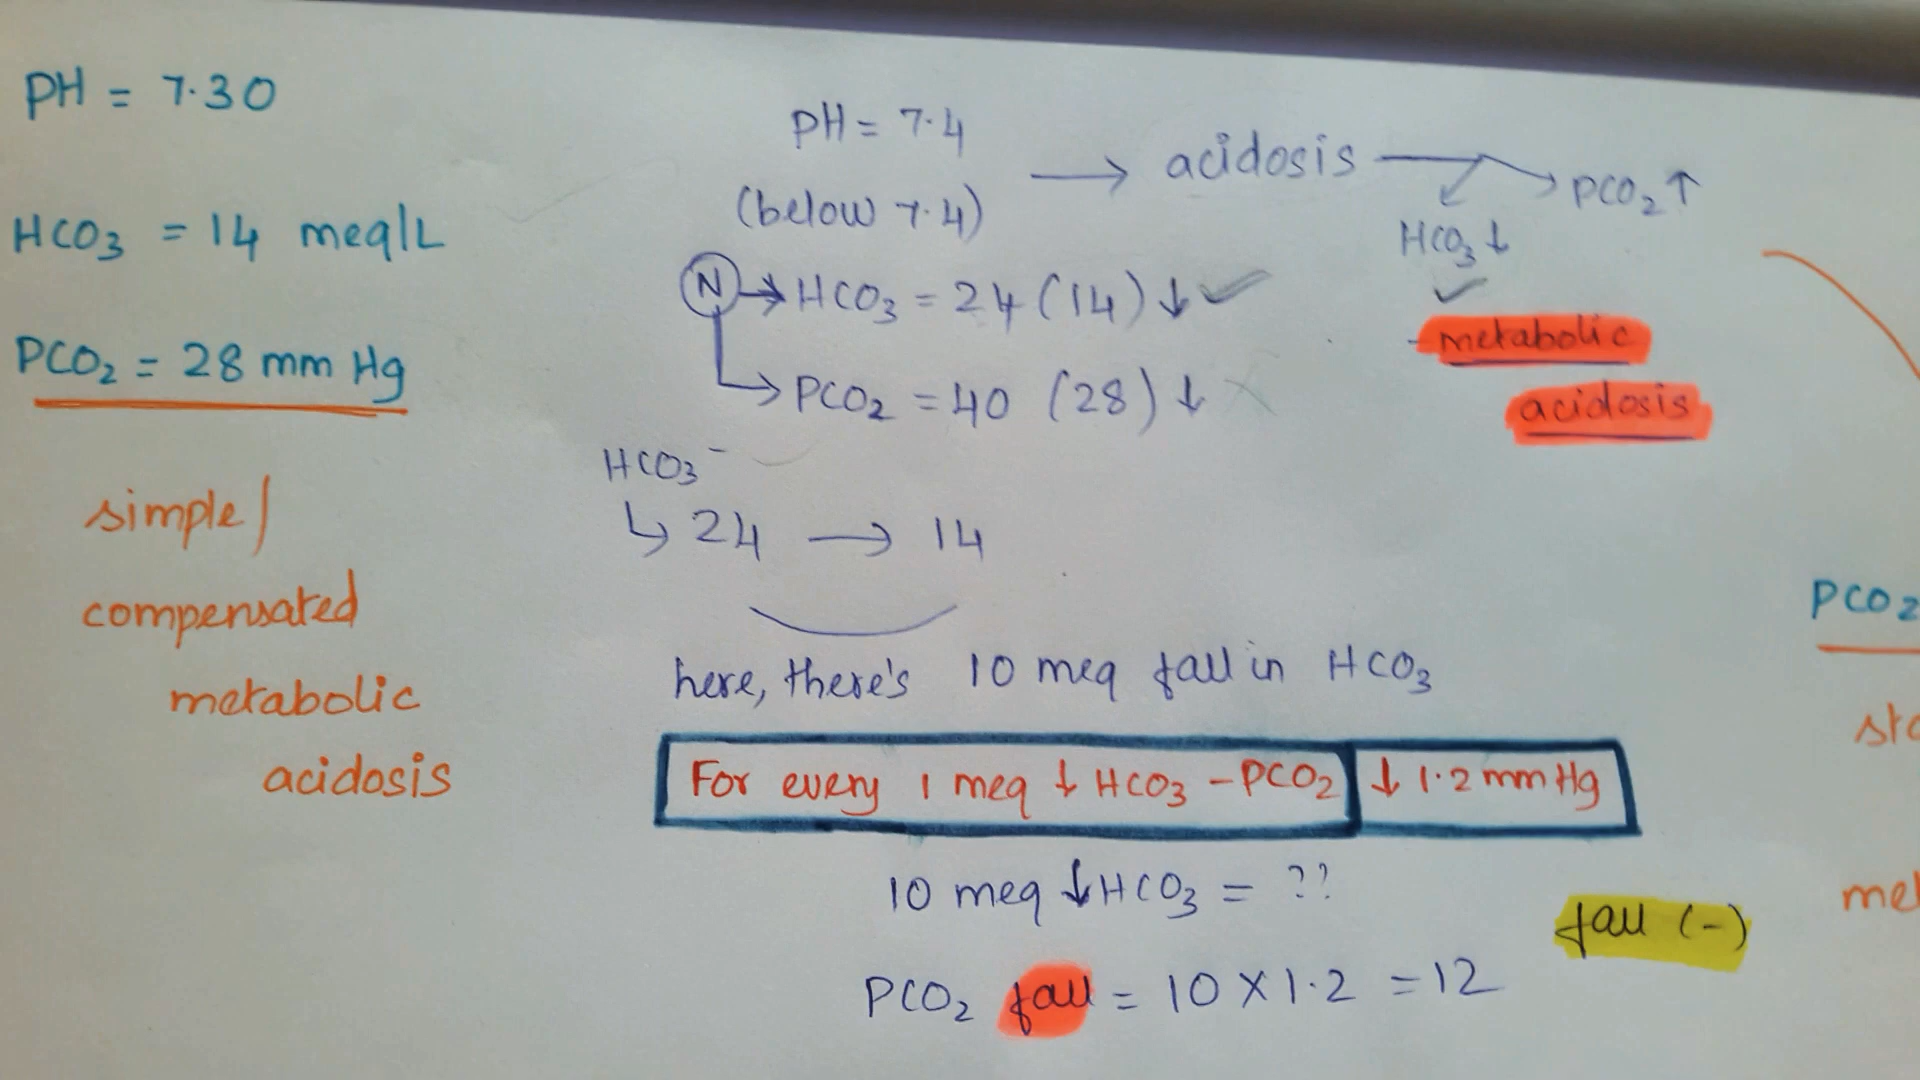 PH = 7.30
HCO3 = 14 meq/L
PCO2 = 28 mm Hg
simple/
compensated
metabolic
acidosis
PH = 7.4
(below 7.4)
→ acidosis → PCO2 ↑
HCO3 ↓ ✓
- metabolic
acidosis
N → HCO3 = 24 (14) ↓ ✓
→ PCO2 = 40 (28) ↓ ×
HCO3⁻
↳ 24 → 14
here, there's 10 meq fall in HCO3
For every 1 meq ↓ HCO3 - PCO2 ↓ 1.2 mm Hg
10 meq ↓ HCO3 = ??
fall (-)
PCO2 fall = 10 X 1.2 = 12
PCO2